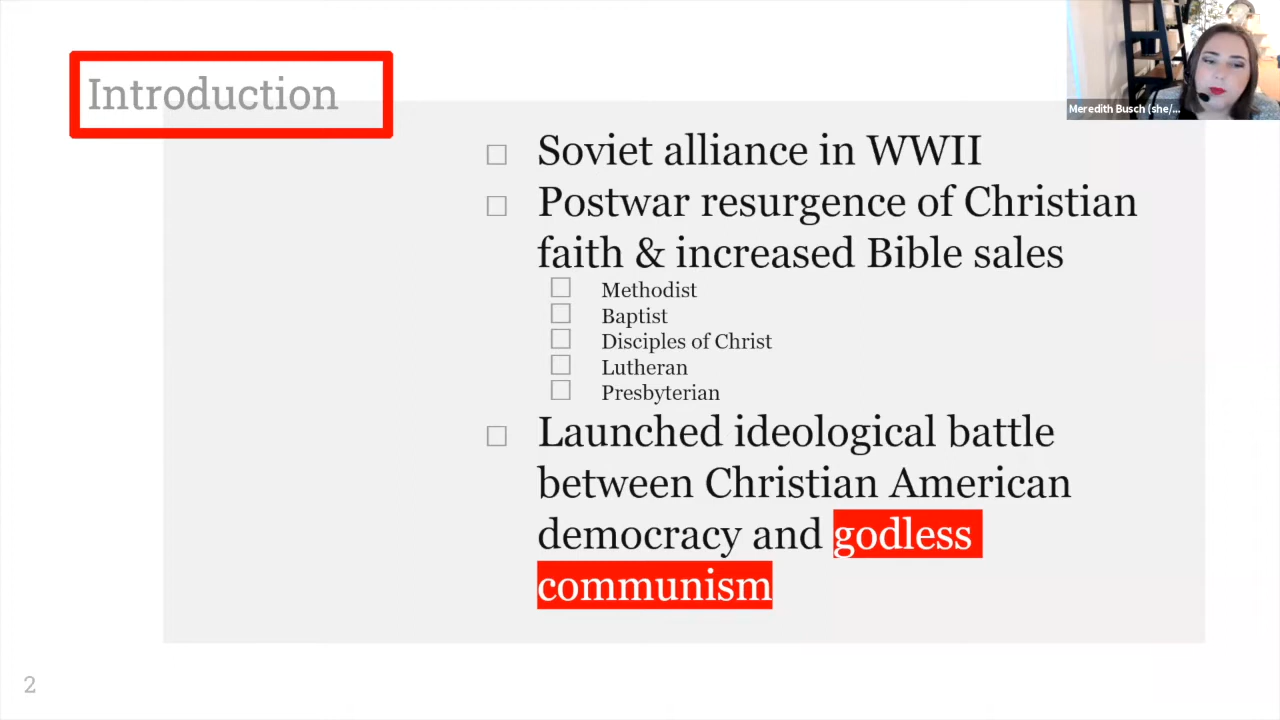 Introduction
Meredith Busch (she/...
Soviet alliance in WWII
Postwar resurgence of Christian
faith & increased Bible sales
Methodist
Baptist
Disciples of Christ
Lutheran
Presbyterian
Launched ideological battle
between Christian American
democracy and godless
communism
2